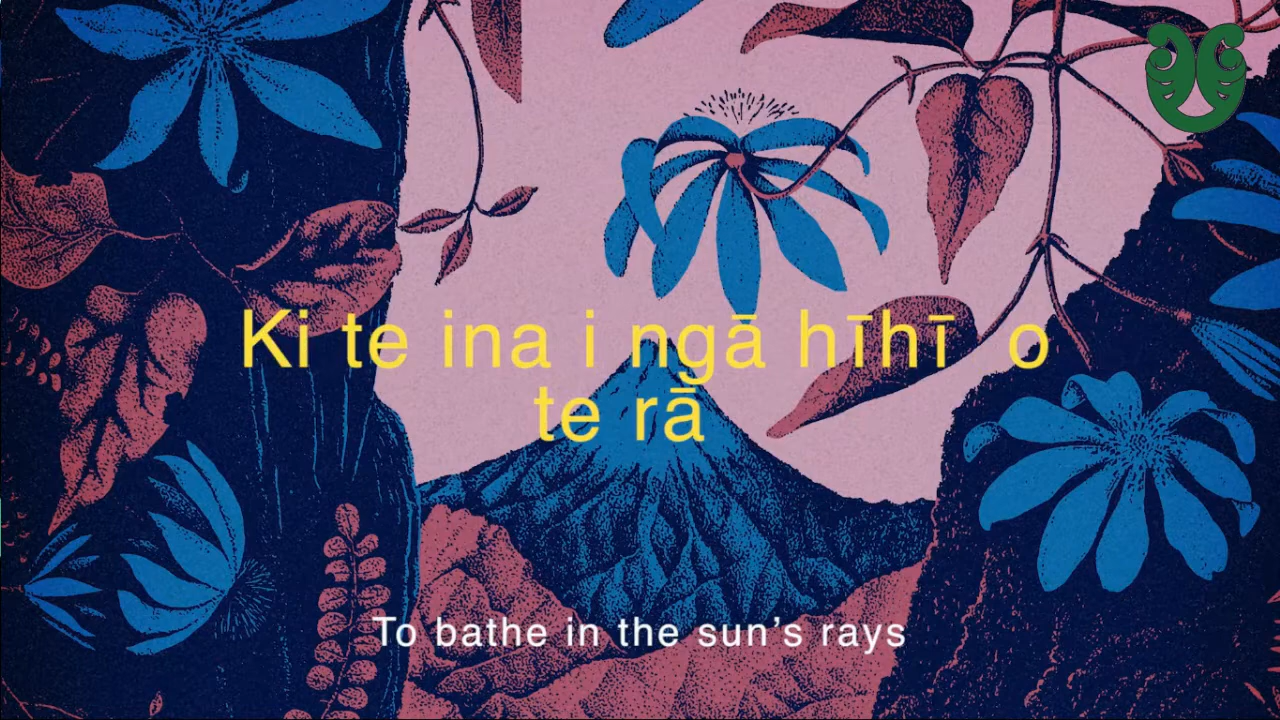 Ki te ina i ngā hīhī o
te rā
To bathe in the sun’s rays